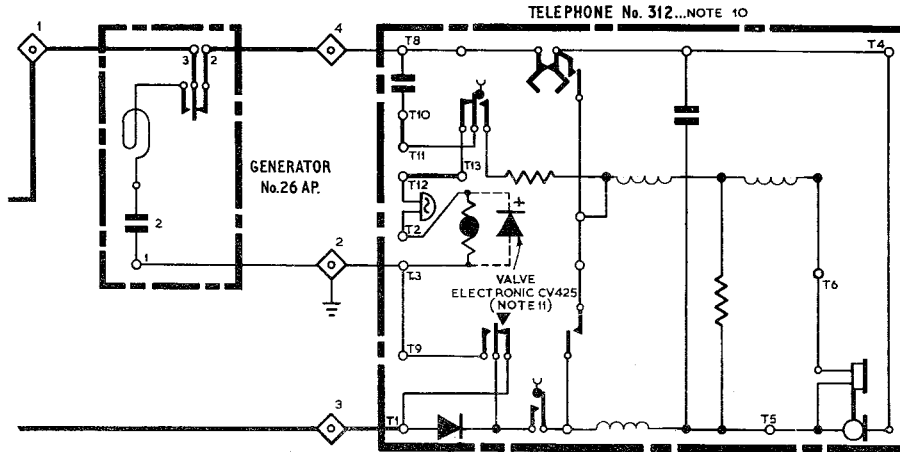 TELEPHONE No. 312...NOTE 10
1
3
2
4
T8
T4
T10
T11
T13
GENERATOR
No.26 AP.
T12
T2
+
2
1
2
T.3
VALVE
ELECTRONIC CV425
(NOTE 11)
T6
T9
3
T1
T5